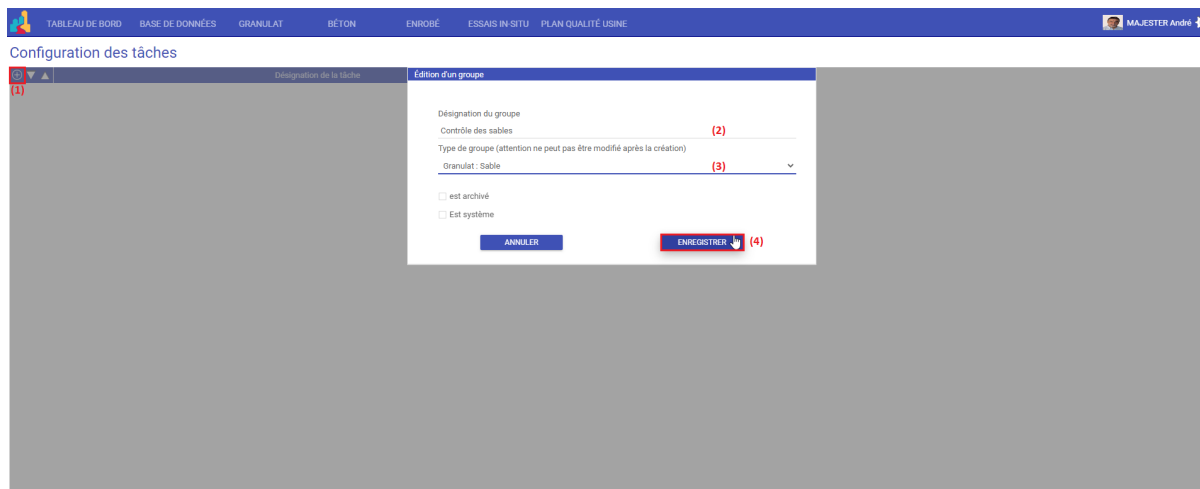 TABLEAU DE BORD BASE DE DONNÉES GRANULAT BÉTON ENROBÉ ESSAIS IN-SITU PLAN QUALITÉ USINE MAJESTER André
Configuration des tâches
Désignation de la tâche
(1)
Édition d'un groupe
Désignation du groupe
Contrôle des sables (2)
Type de groupe (attention ne peut pas être modifié après la création)
Granulat : Sable (3)
est archivé
Est système
ANNULER ENREGISTRER (4)